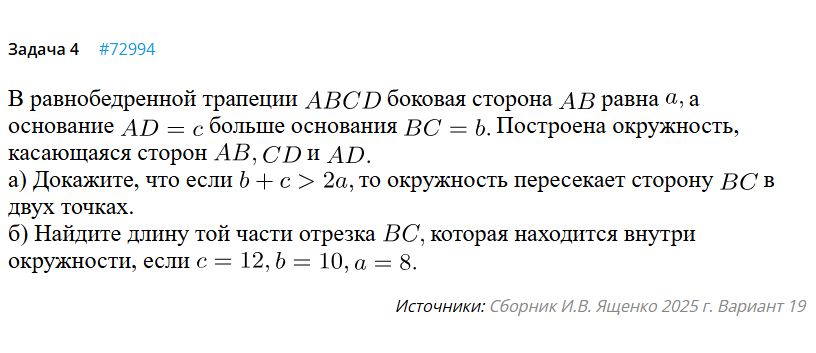 Задача 4 #72994
В равнобедренной трапеции ABCD боковая сторона AB равна a, а
основание AD = c больше основания BC = b. Построена окружность,
касающаяся сторон AB, CD и AD.
а) Докажите, что если b + c > 2a, то окружность пересекает сторону BC в
двух точках.
б) Найдите длину той части отрезка BC, которая находится внутри
окружности, если c = 12, b = 10, a = 8.
Источники: Сборник И.В. Ященко 2025 г. Вариант 19